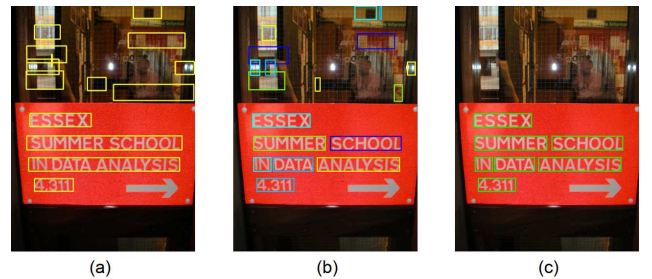 ESSEX ESSEX ESSEX
SUMMER SCHOOL SUMMER SCHOOL SUMMER SCHOOL
IN DATA ANALYSIS IN DATA ANALYSIS IN DATA ANALYSIS
4.311 4.311 4.311
(a) (b) (c)